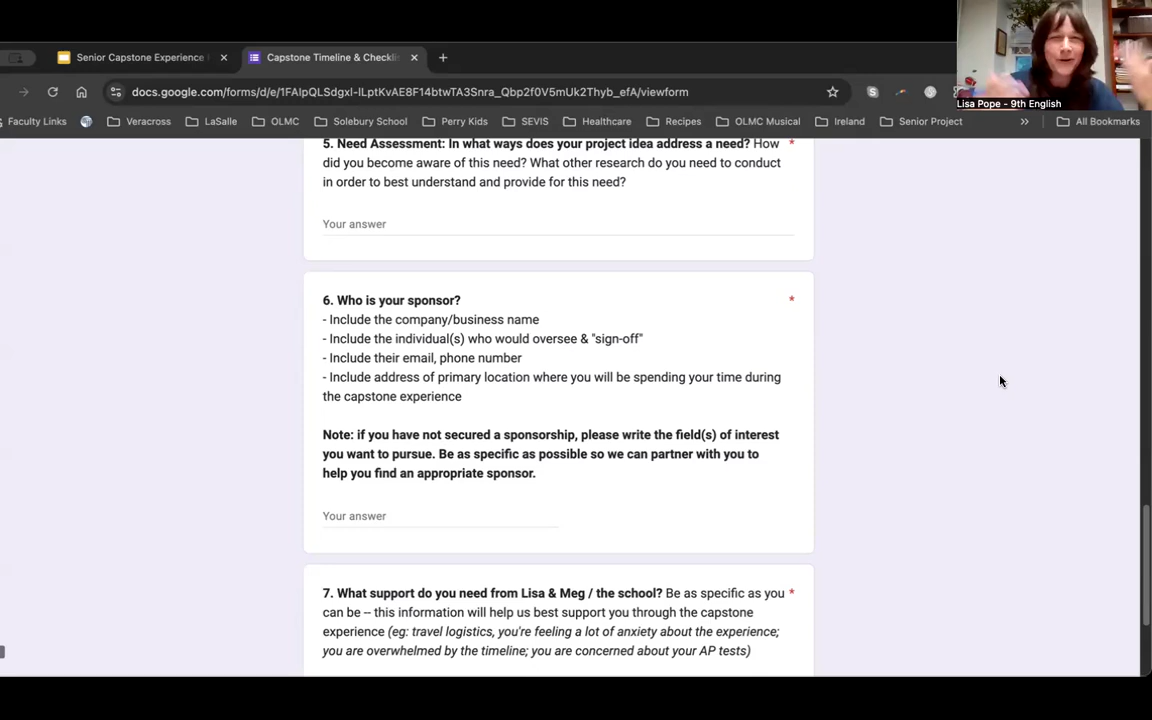 Senior Capstone Experience
Capstone Timeline & Checkli
docs.google.com/forms/d/e/1FAIpQLSdgxI-lLptKvAE8F14btwTA3Snra_Qbp2f0V5mUk2Thyb_efA/viewform
Lisa Pope - 9th English
Faculty Links
Veracross
LaSalle
OLMC
Solebury School
Perry Kids
SEVIS
Healthcare
Recipes
OLMC Musical
Ireland
Senior Project
»
All Bookmarks
5. Need Assessment: In what ways does your project idea address a need? How *
did you become aware of this need? What other research do you need to conduct
in order to best understand and provide for this need?
Your answer
6. Who is your sponsor? *
- Include the company/business name
- Include the individual(s) who would oversee & "sign-off"
- Include their email, phone number
- Include address of primary location where you will be spending your time during
the capstone experience
Note: if you have not secured a sponsorship, please write the field(s) of interest
you want to pursue. Be as specific as possible so we can partner with you to
help you find an appropriate sponsor.
Your answer
7. What support do you need from Lisa & Meg / the school? Be as specific as you *
can be -- this information will help us best support you through the capstone
experience (eg: travel logistics, you're feeling a lot of anxiety about the experience;
you are overwhelmed by the timeline; you are concerned about your AP tests)